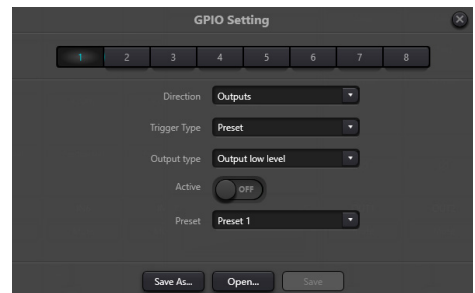 GPIO Setting
1 2 3 4 5 6 7 8
Direction Outputs
Trigger Type Preset
Output type Output low level
Active OFF
Preset Preset 1
Save As... Open... Save